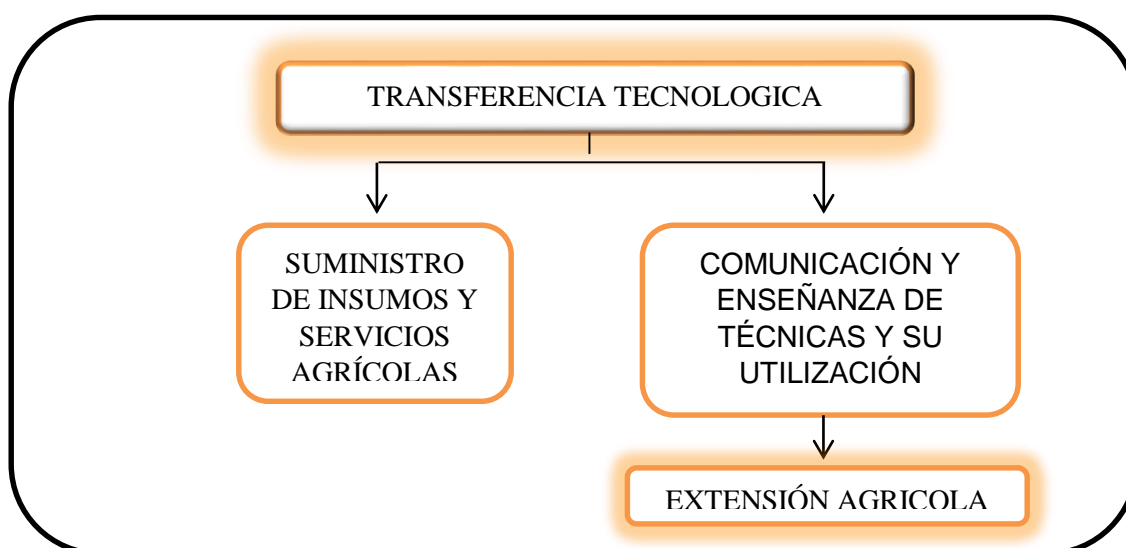 TRANSFERENCIA TECNOLOGICA
SUMINISTRO
DE INSUMOS Y
SERVICIOS
AGRÍCOLAS
COMUNICACIÓN Y
ENSEÑANZA DE
TÉCNICAS Y SU
UTILIZACIÓN
EXTENSIÓN AGRICOLA